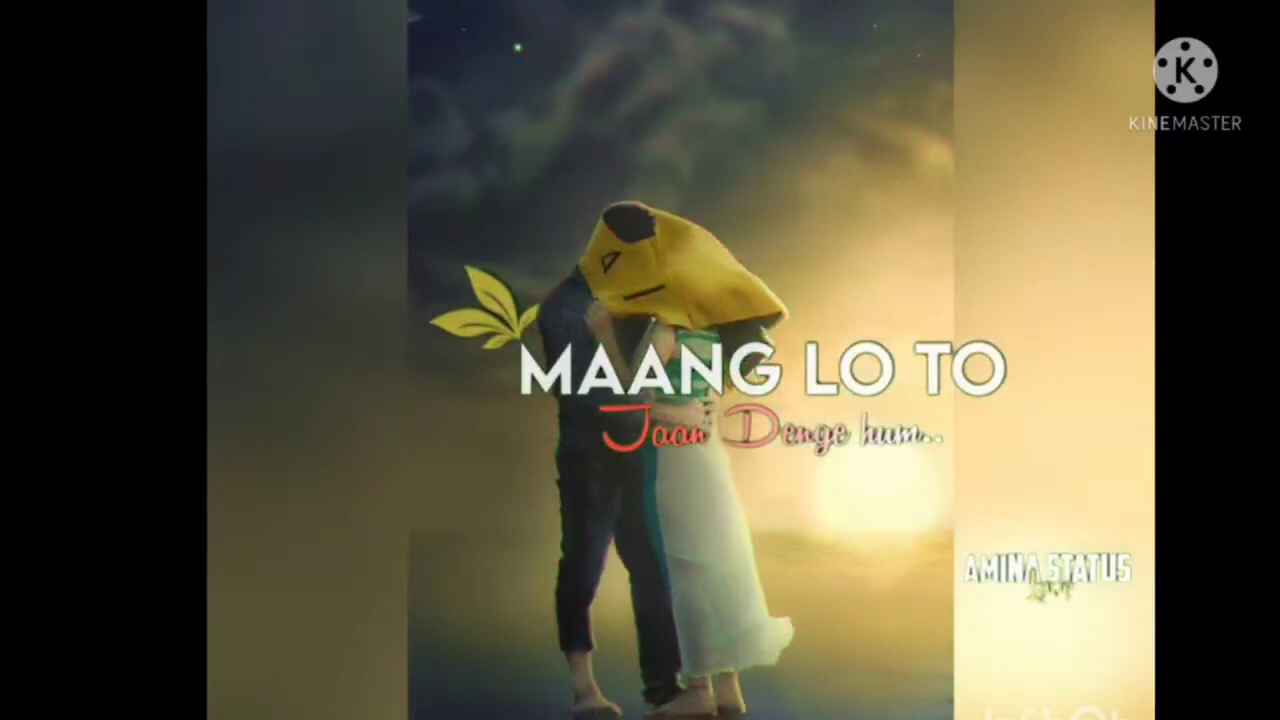 K
KINEMASTER
MAANG LO TO
Jaan Denge hum..
AMINA STATUS